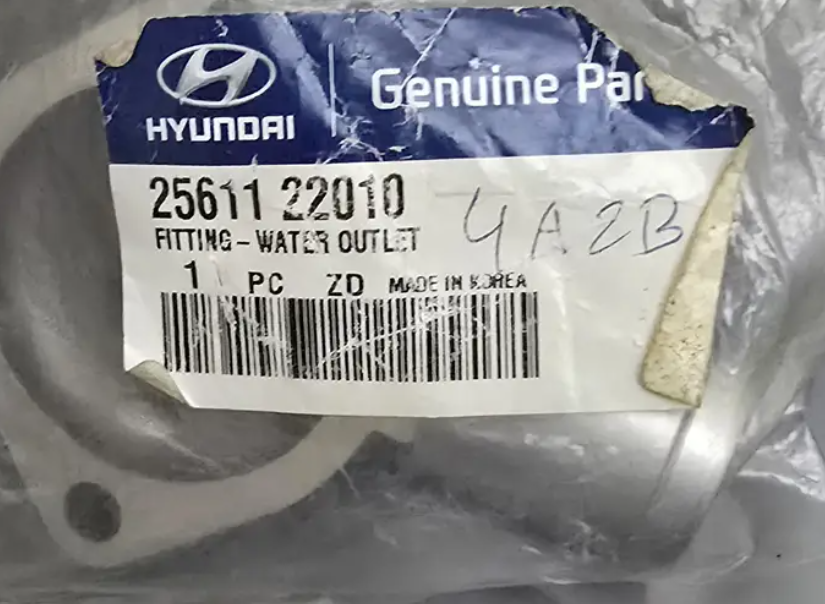 HYUNDAI
Genuine Par
25611 22010
4A2B
FITTING-WATER OUTLET
1 PC ZD MADE IN KOREA